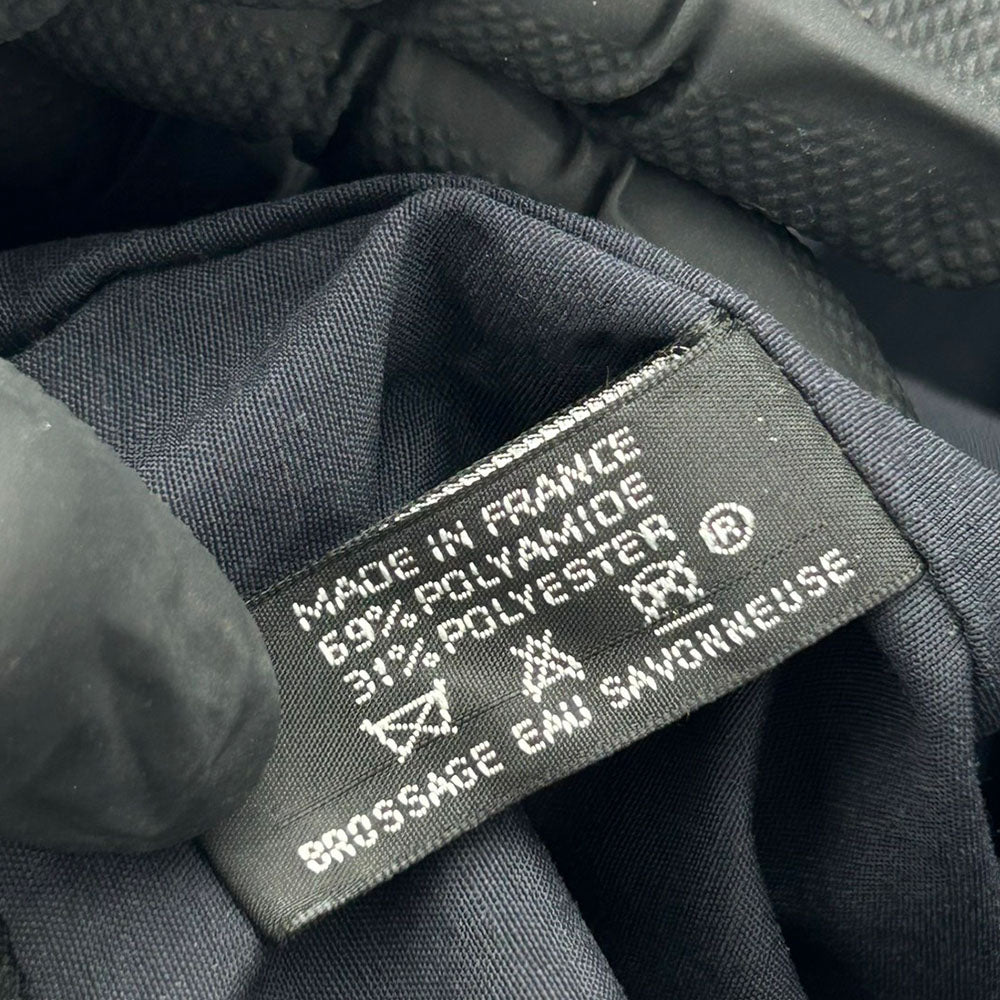 MADE IN FRANCE
69% POLYAMIDE
31% POLYESTER ®
BROSSAGE EAU SAVONNEUSE